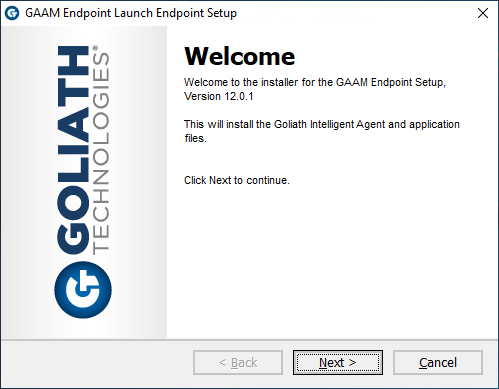 GAAM Endpoint Launch Endpoint Setup
GOLIATH
TECHNOLOGIES®
Welcome
Welcome to the installer for the GAAM Endpoint Setup,
Version 12.0.1
This will install the Goliath Intelligent Agent and application
files.
Click Next to continue.
< Back
Next >
Cancel